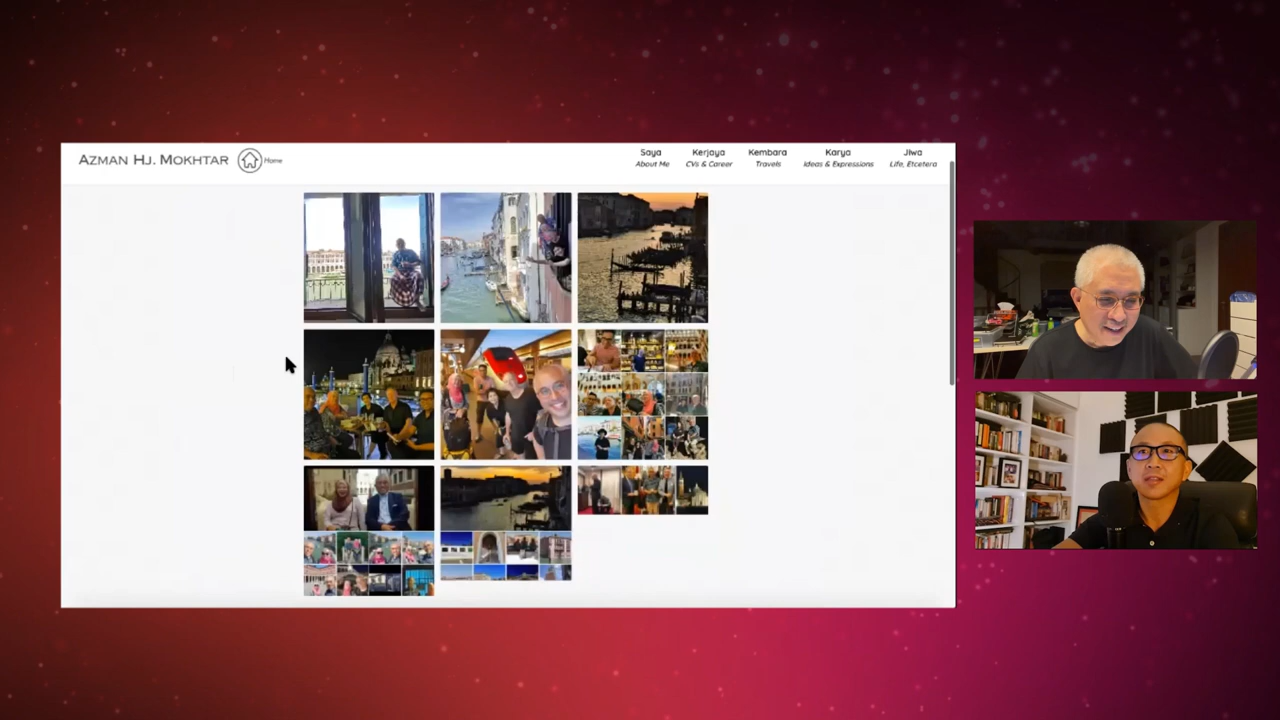 AZMAN HJ. MOKHTAR
Home
Saya
About Me
Kerjaya
CVs & Career
Kembara
Travels
Karya
Ideas & Expressions
Jiwa
Life, Etcetera